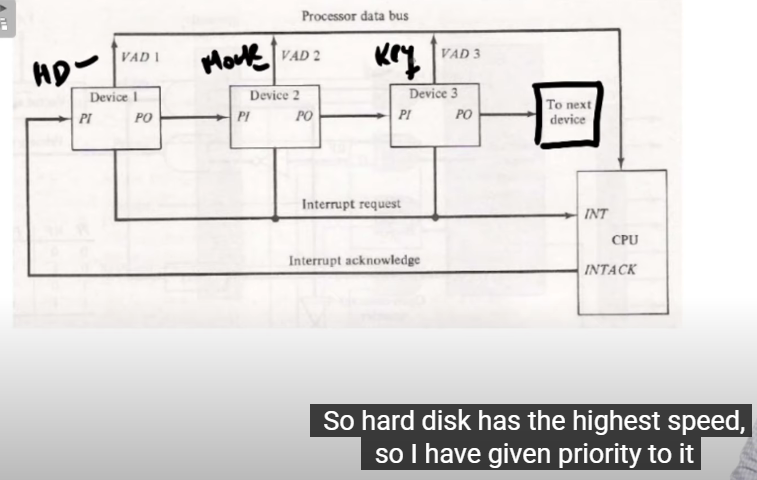 Processor data bus
VAD 1
VAD 2
VAD 3
HD
Mouse
Key
Device 1
PI PO
Device 2
PI PO
Device 3
PI PO
To next
device
Interrupt request
INT
CPU
Interrupt acknowledge
INTACK
So hard disk has the highest speed,
so I have given priority to it